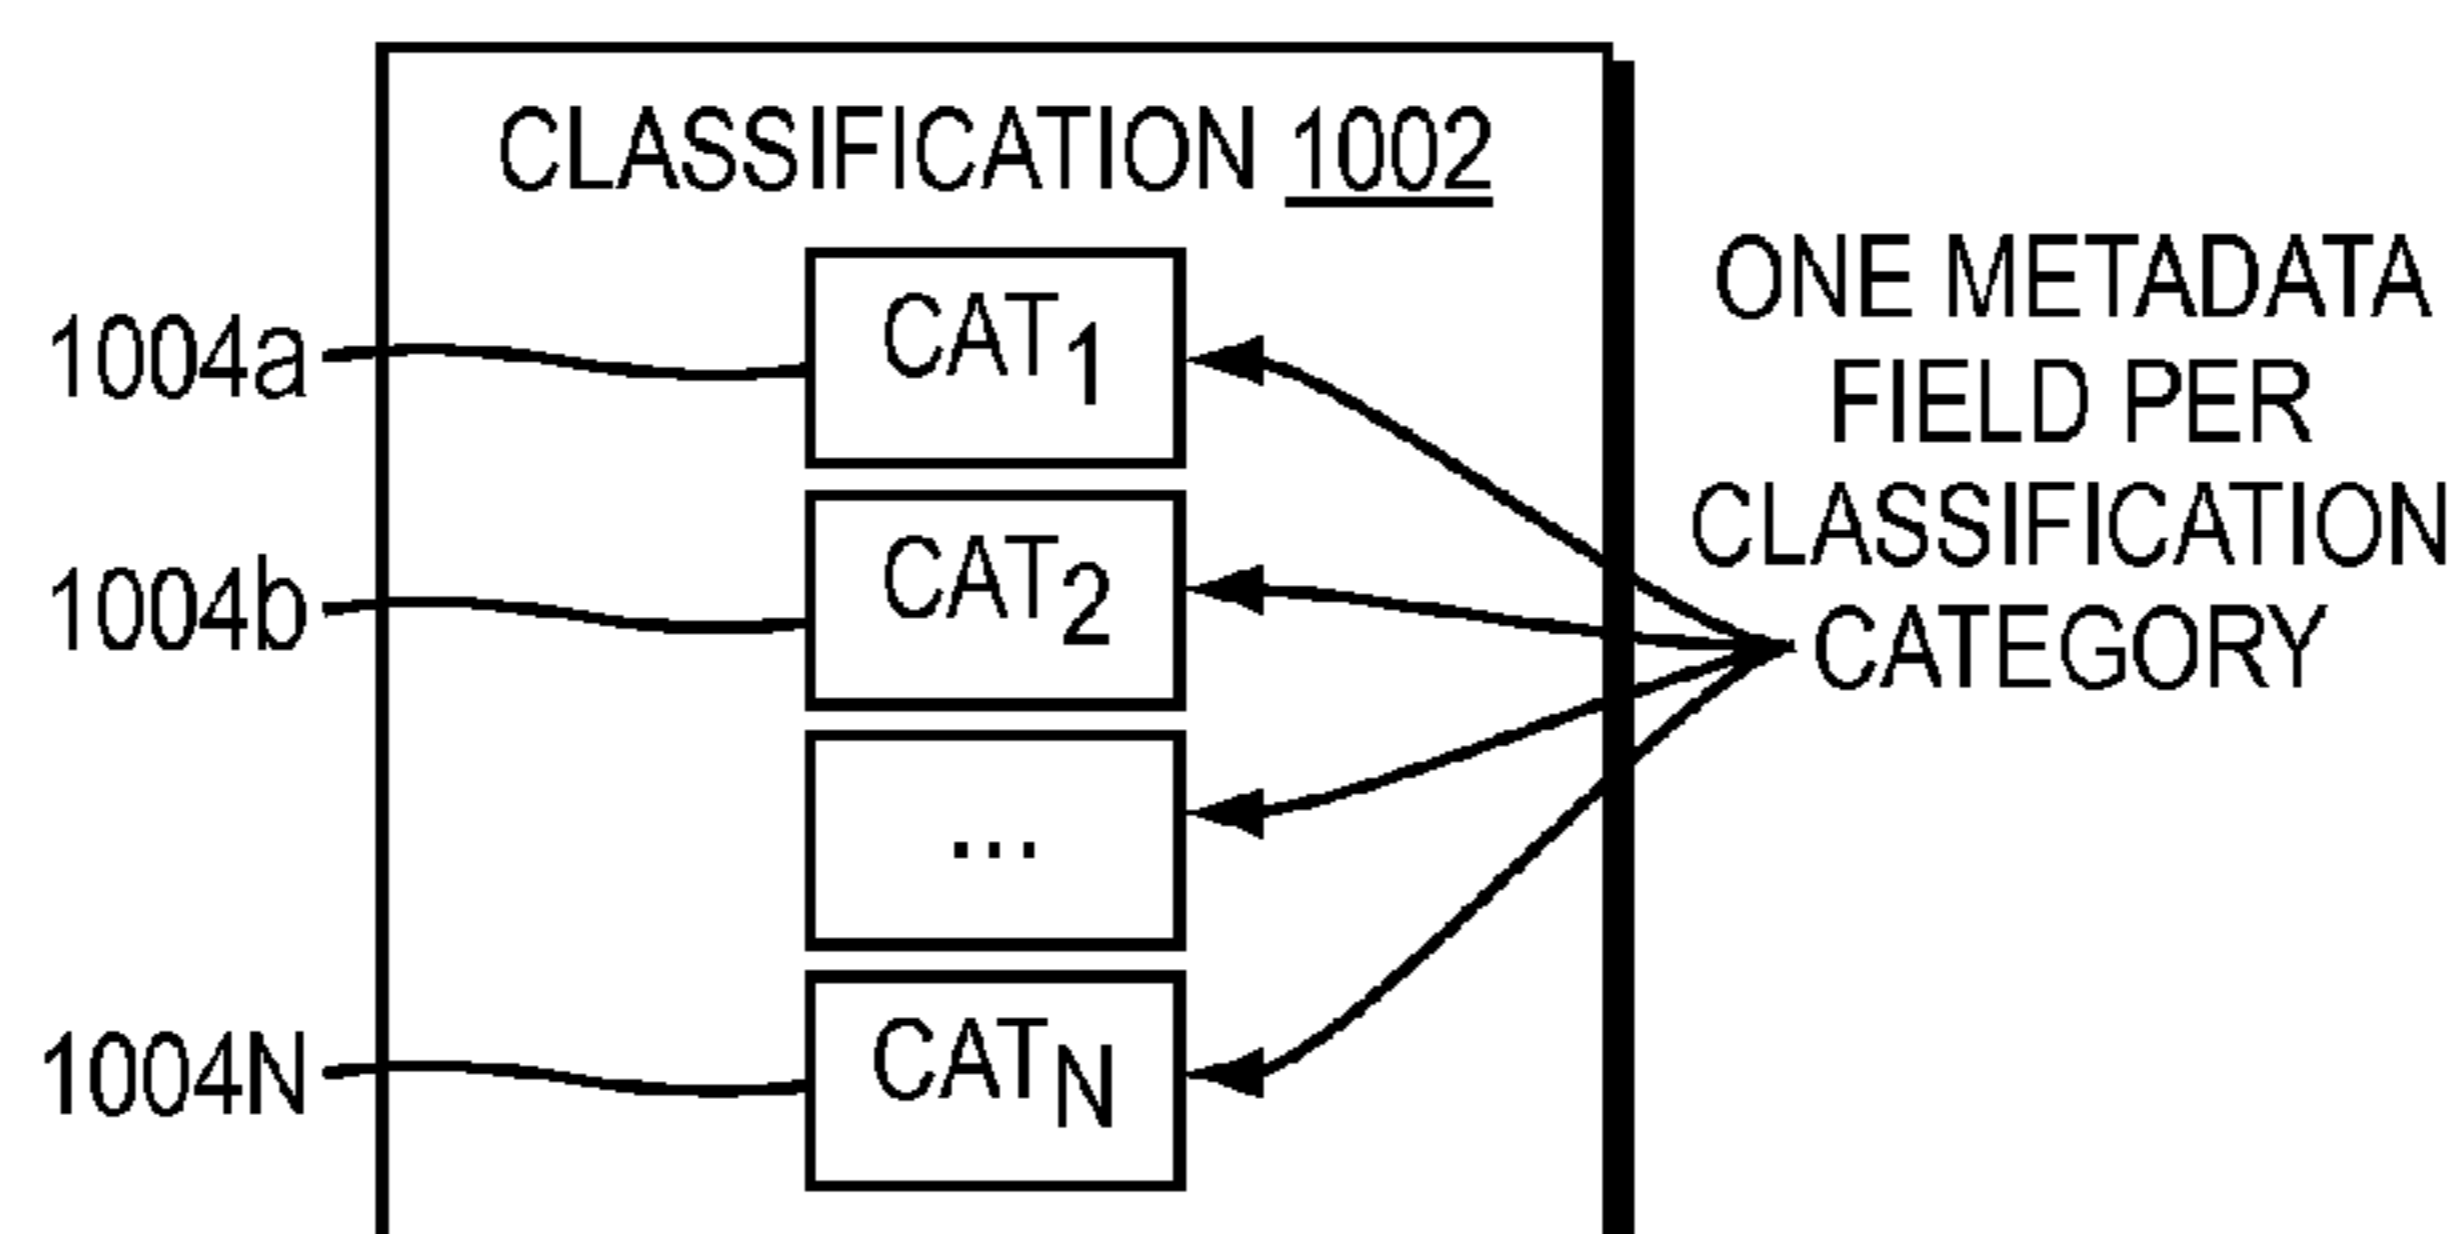 CLASSIFICATION 1002
1004a
CAT1
1004b
CAT2
...
1004N
CATN
ONE METADATA
FIELD PER
CLASSIFICATION
CATEGORY